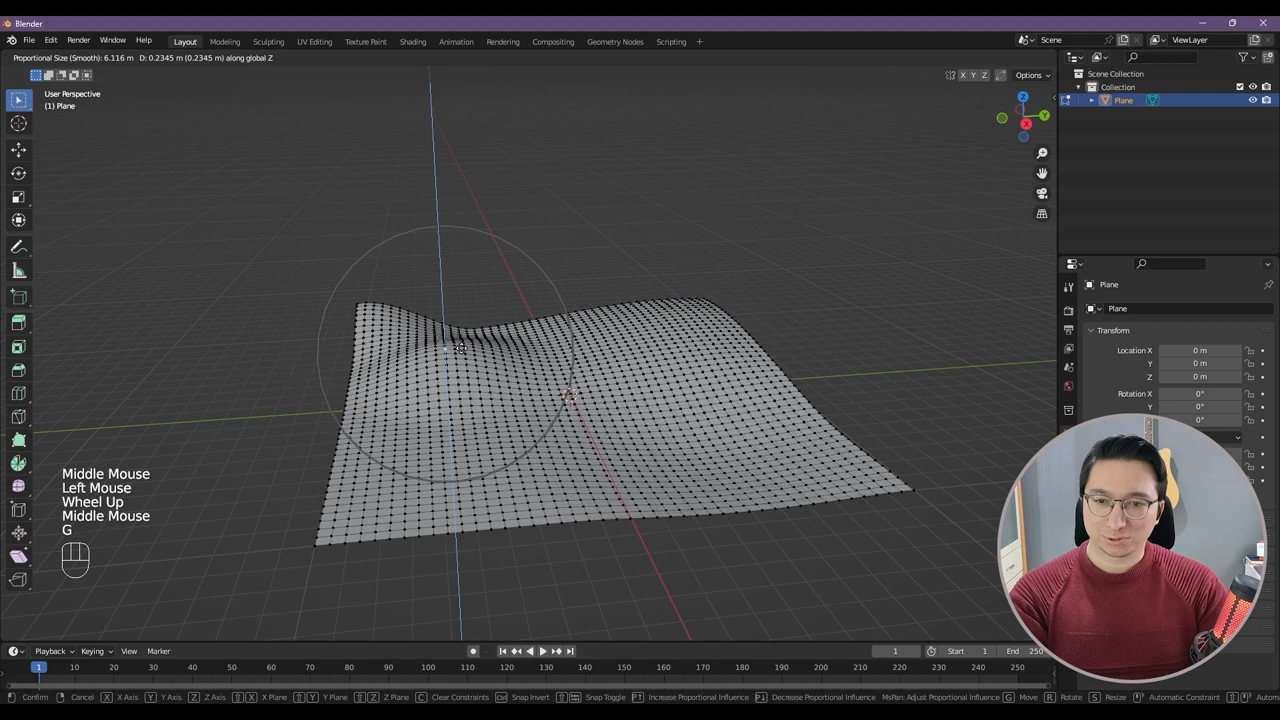 Blender
File Edit Render Window Help Layout Modeling Sculpting UV Editing Texture Paint Shading Animation Rendering Compositing Geometry Nodes Scripting + Scene ViewLayer
Proportional Size (Smooth): 6.116 m D: 0.2345 m (0.2345 m) along global Z
X Y Z Options
User Perspective
(1) Plane
Z
Y
X
Scene Collection
Collection
Plane
Plane
Plane
Transform
Location X 0 m
Y 0 m
Z 0 m
Rotation X 0°
Y 0°
0°
Middle Mouse
Left Mouse
Wheel Up
Middle Mouse
G
Playback Keying View Marker 1 Start 1 End 250
1 10 20 30 40 50 60 70 80 90 100 110 120 130 140 150 160 170 180 190 200 210 220 230 240 250
Confirm Cancel X X Axis Y Y Axis Z Z Axis X X Plane Y Y Plane Z Z Plane C Clear Constraints Ctrl Snap Invert Snap Toggle Increase Proportional Influence Decrease Proportional Influence MsPan: Adjust Proportional Influence G Move R Rotate S Resize Automatic Constraint